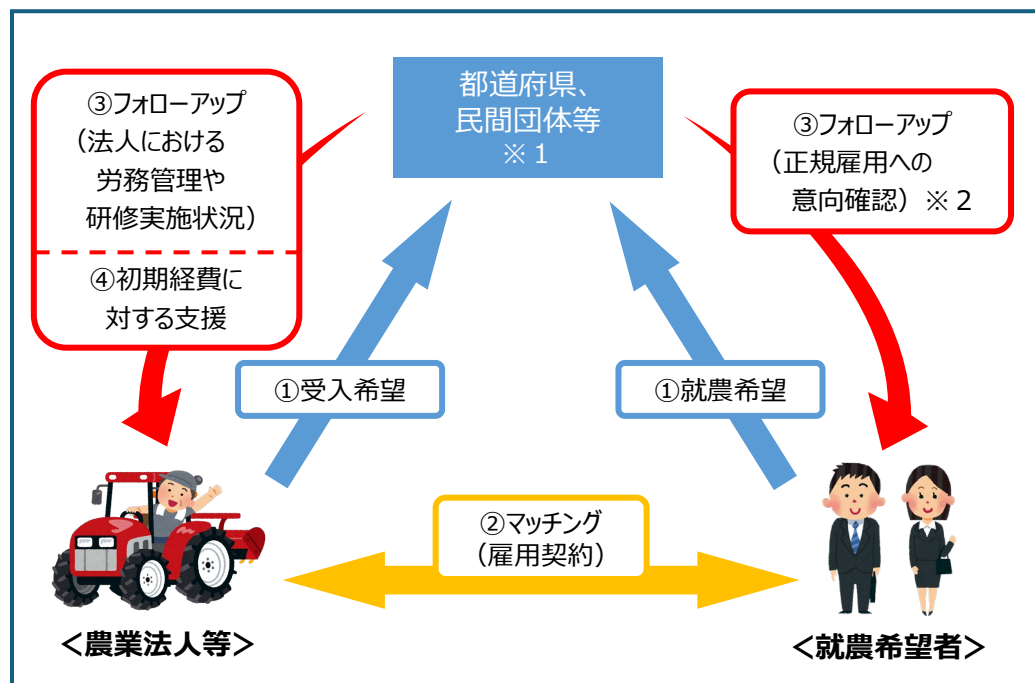 都道府県、
民間団体等
※１
③フォローアップ
（法人における
労務管理や
研修実施状況）
④初期経費に
対する支援
③フォローアップ
（正規雇用への
意向確認）※２
①受入希望
①就農希望
②マッチング
（雇用契約）
＜農業法人等＞
＜就農希望者＞